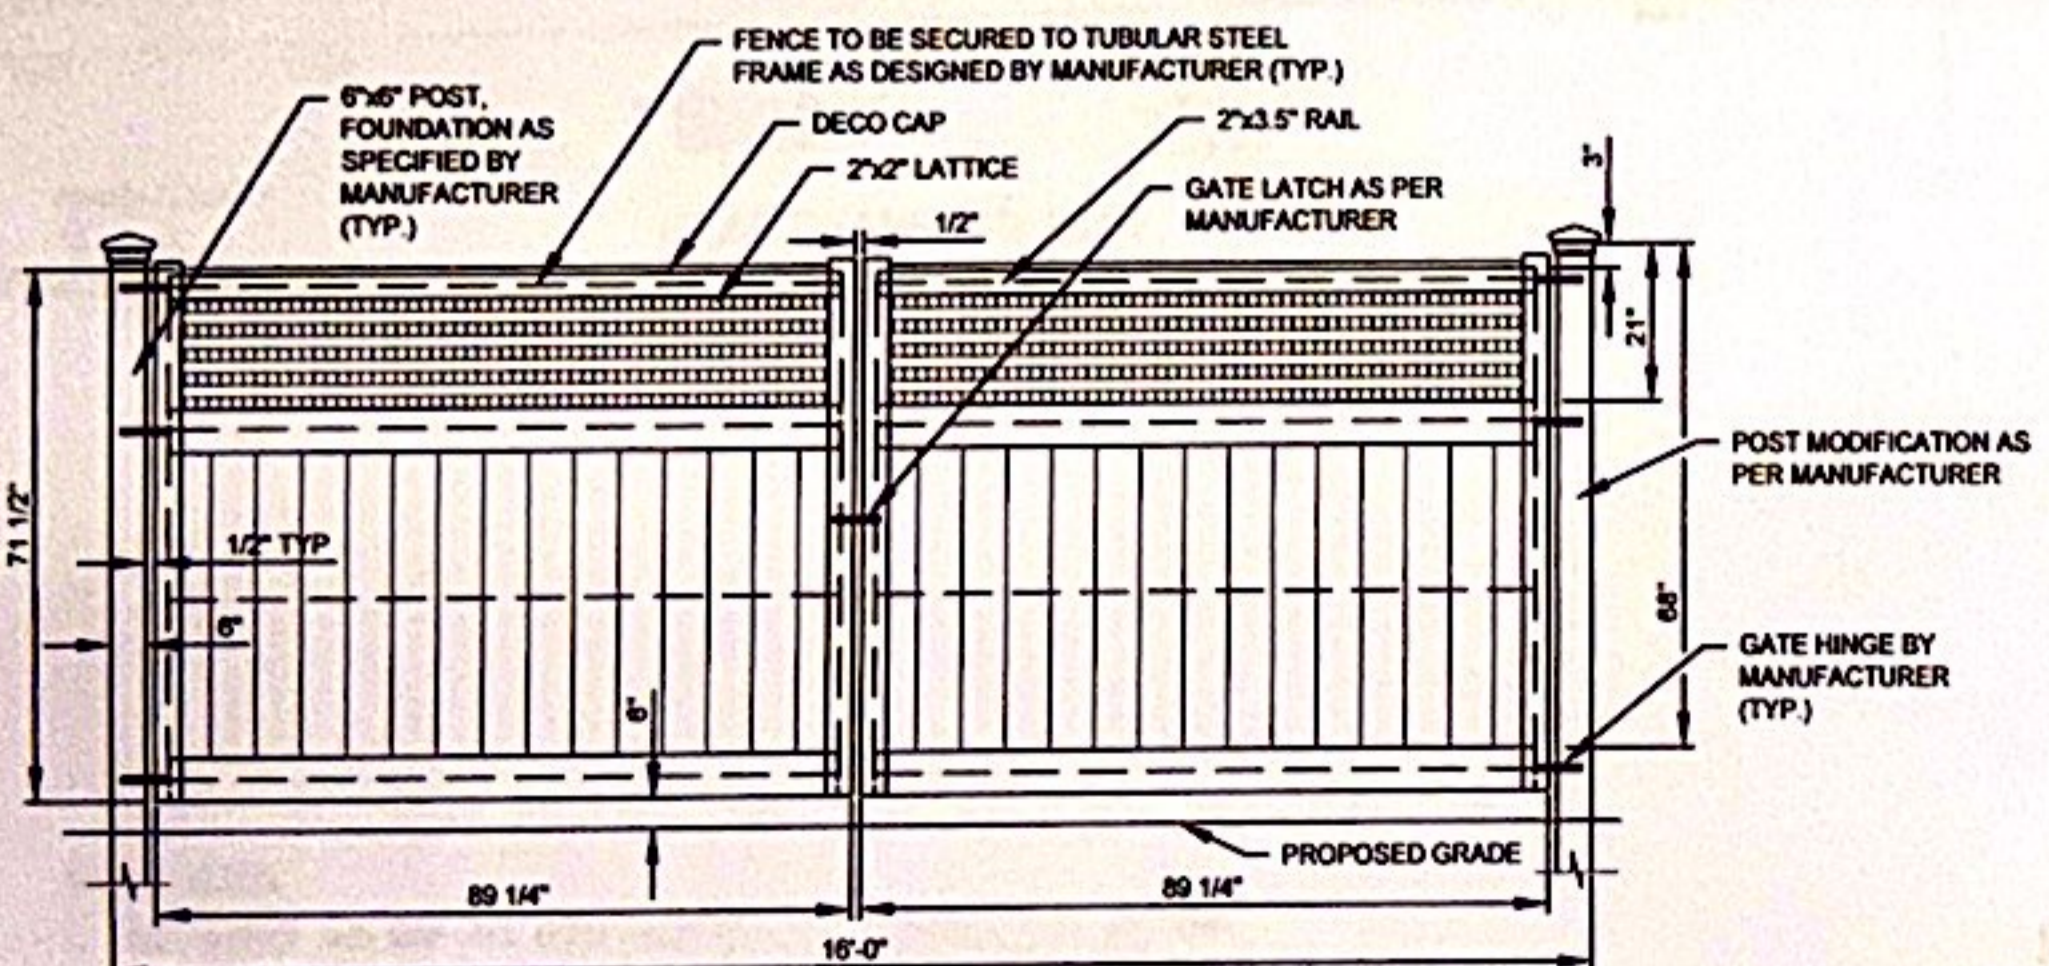 FENCE TO BE SECURED TO TUBULAR STEEL
FRAME AS DESIGNED BY MANUFACTURER (TYP.)
6"x6" POST,
FOUNDATION AS
SPECIFIED BY
MANUFACTURER
(TYP.)
DECO CAP
2"x3.5" RAIL
2"x2" LATTICE
GATE LATCH AS PER
MANUFACTURER
3"
1/2"
21"
POST MODIFICATION AS
PER MANUFACTURER
71 1/2"
1/2" TYP
68"
6"
GATE HINGE BY
MANUFACTURER
(TYP.)
6"
PROPOSED GRADE
89 1/4"
89 1/4"
16'-0"